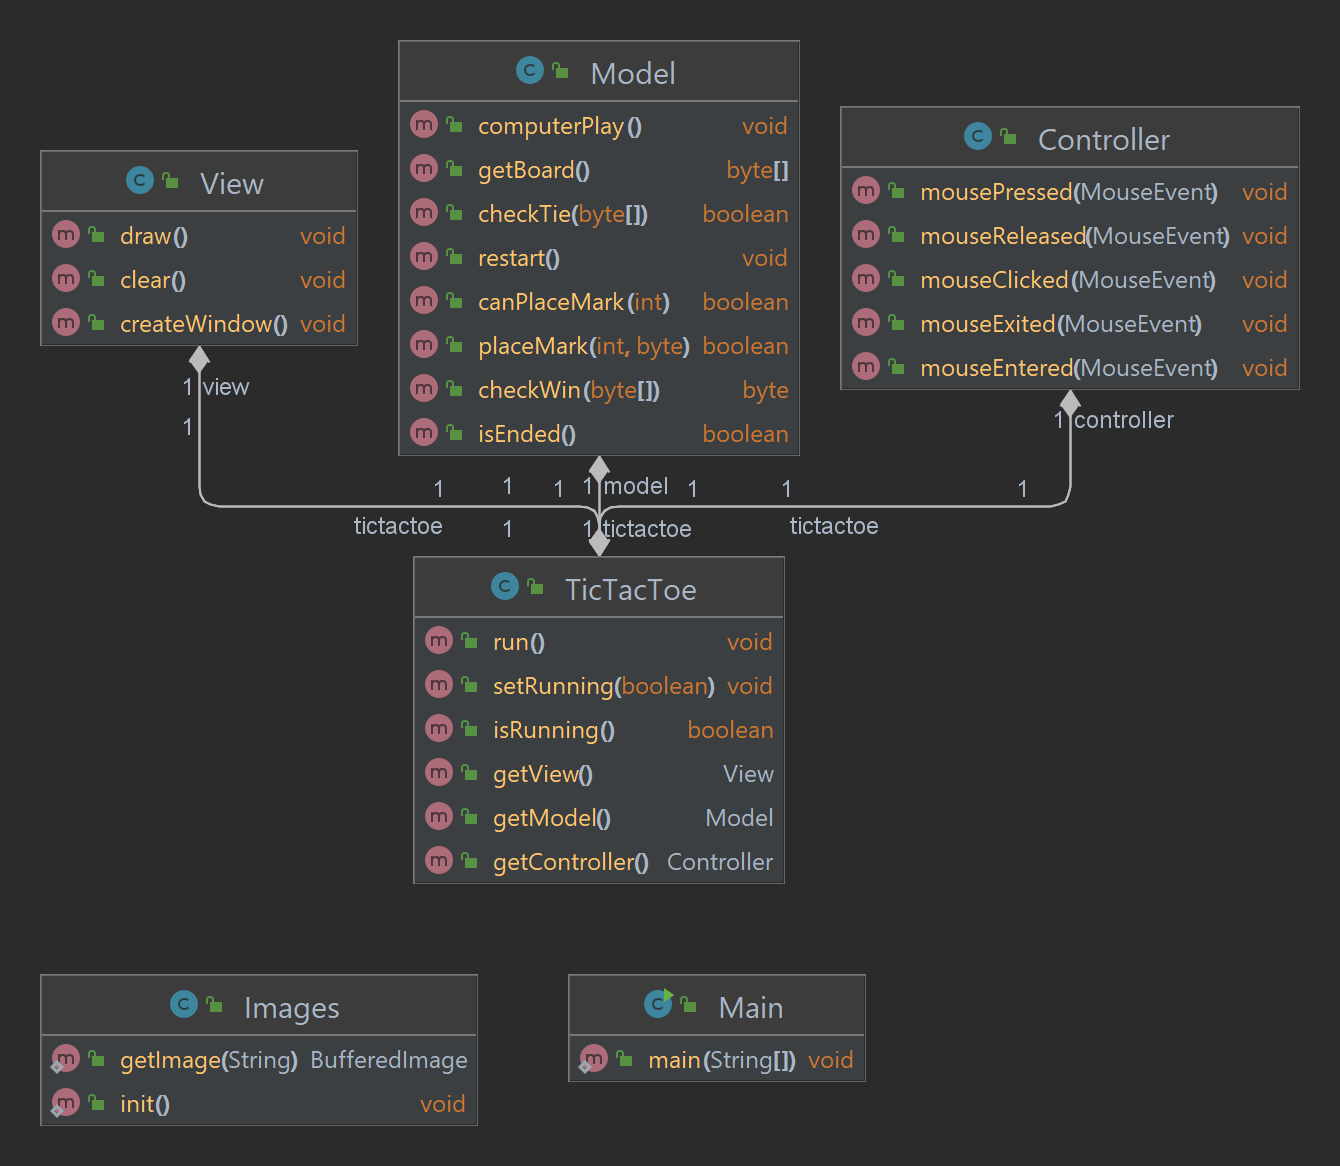 Model
computerPlay() void
getBoard() byte[]
checkTie(byte[]) boolean
restart() void
canPlaceMark(int) boolean
placeMark(int, byte) boolean
checkWin(byte[]) byte
isEnded() boolean
Controller
mousePressed(MouseEvent) void
mouseReleased(MouseEvent) void
mouseClicked(MouseEvent) void
mouseExited(MouseEvent) void
mouseEntered(MouseEvent) void
View
draw() void
clear() void
createWindow() void
1 view
1
1 controller
1 1 1 1 model 1 1 1
tictactoe 1 1 tictactoe tictactoe
TicTacToe
run() void
setRunning(boolean) void
isRunning() boolean
getView() View
getModel() Model
getController() Controller
Images
getImage(String) BufferedImage
init() void
Main
main(String[]) void